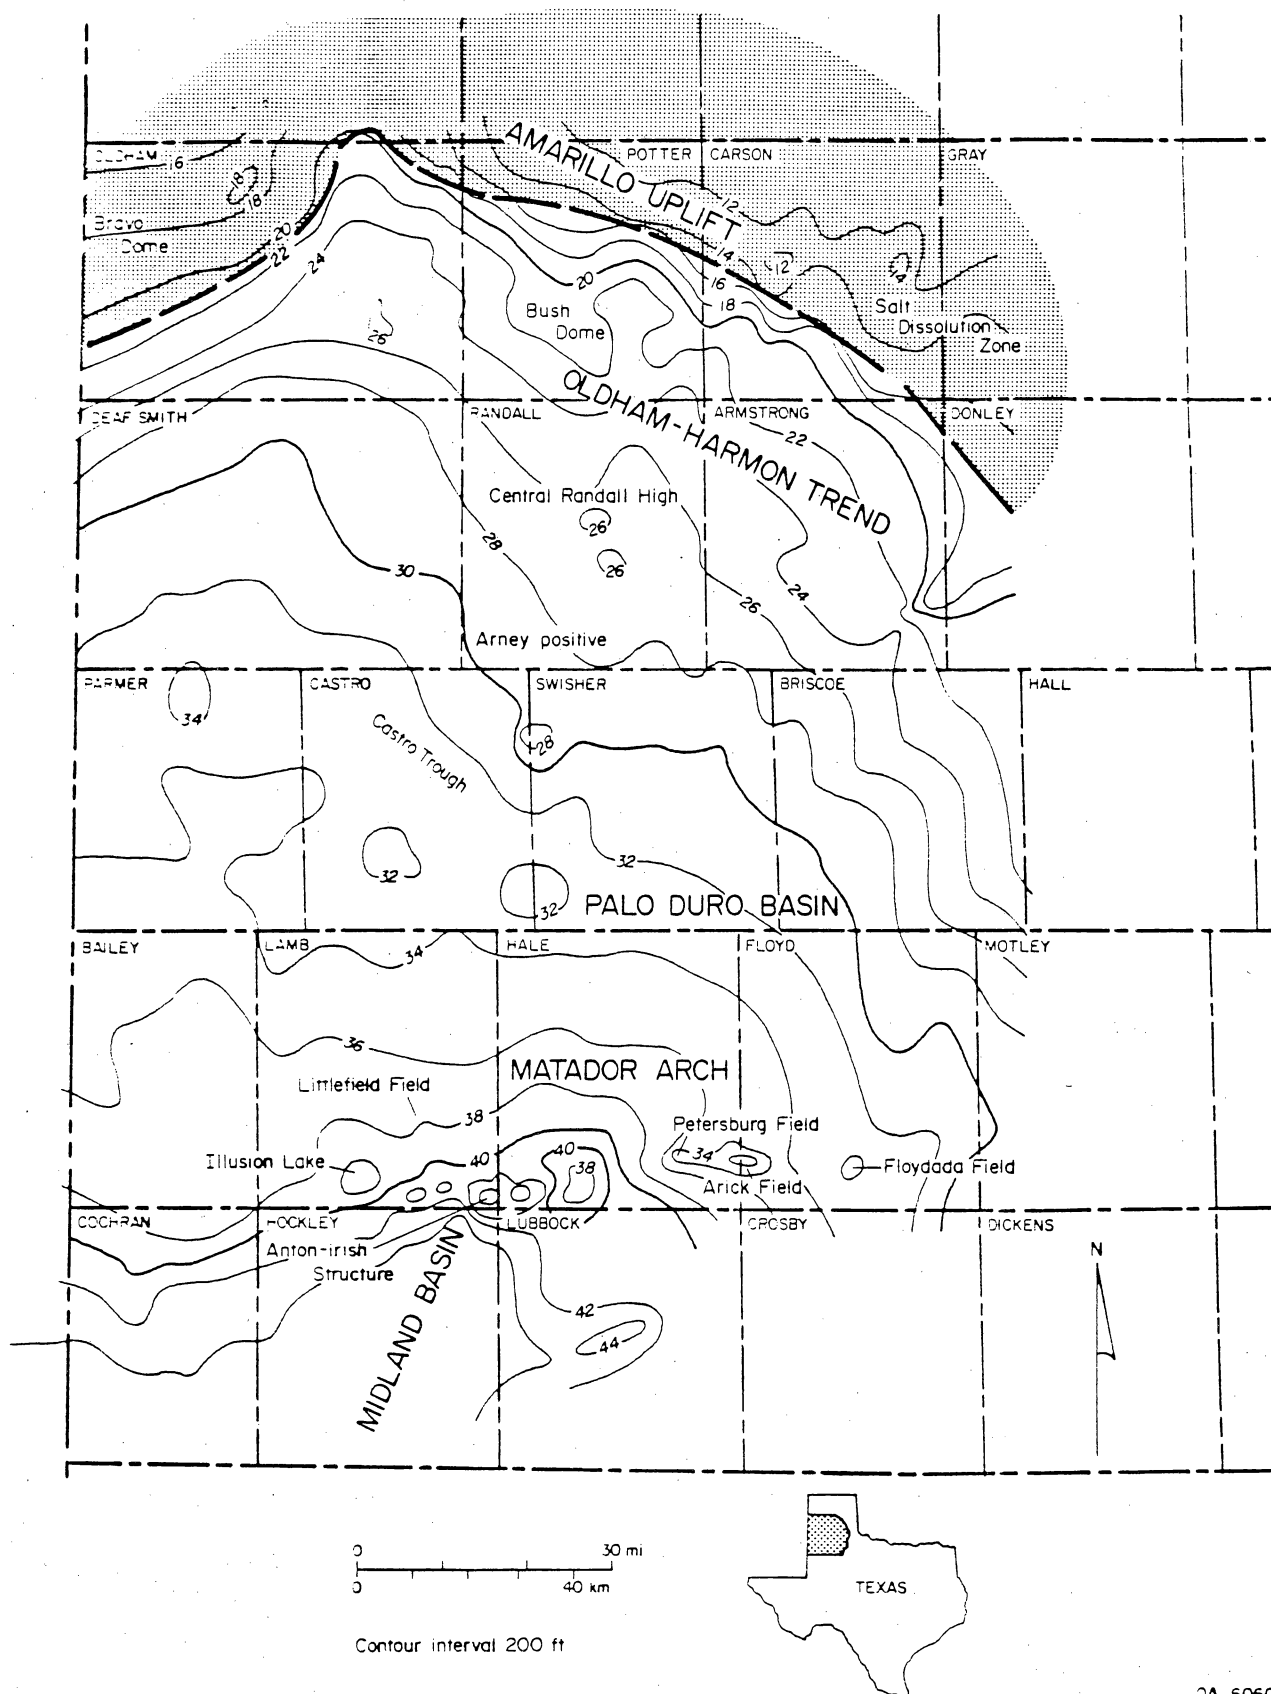 AMARILLO UPLIFT
OLDHAM
POTTER
CARSON
GRAY
16
18
18
12
Bravo
Dome
20
22
24
14
12
14
16
20
18
Salt
Dissolution
Zone
Bush
Dome
26
OLDHAM-HARMON TREND
DEAF SMITH
RANDALL
ARMSTRONG
DONLEY
22
Central Randall High
26
28
26
30
24
26
Arney positive
PARMER
CASTRO
SWISHER
BRISCOE
HALL
34
Castro Trough
28
32
32
32
PALO DURO BASIN
BAILEY
LAMB
HALE
FLOYD
MOTLEY
34
36
MATADOR ARCH
Littlefield Field
38
Petersburg Field
Illusion Lake
40
40
38
34
Floydada Field
Arick Field
COCHRAN
HOCKLEY
LUBBOCK
CROSBY
DICKENS
Anton-irish
Structure
MIDLAND BASIN
N
42
44
0
30 mi
0
40 km
TEXAS
Contour interval 200 ft